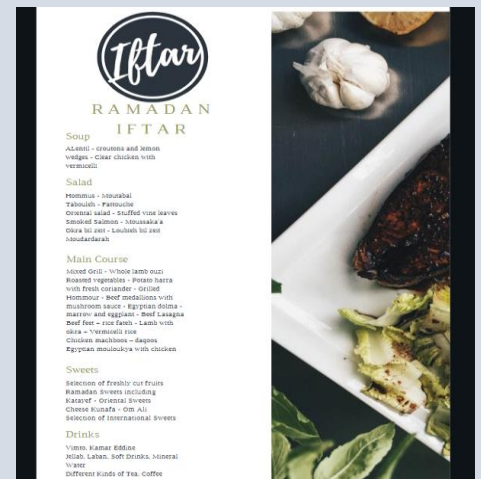 Iftar
RAMADAN
IFTAR
Soup
ALentil - croutons and lemon
wedges - Clear chicken with
vermicelli
Salad
Hommus - Moutabal
Taboulsh - Fattouche
Oriental salad - Stuffed vine leaves
Smoked Salmon - Moussaka'a
Okra bil zeit - Loubieh bil zeit
Moudardarah
Main Course
Mixed Grill - Whole lamb ouzi
Roasted vegetables - Potato harra
with fresh coriander - Grilled
Hommour - Beef medallions with
mushroom sauce - Egyptian dolma -
marrow and eggplant - Beef Lasagna
Beef feet - rice fateh - Lamb with
okra - Vermicelli rice
Chicken machboos - daqoos
Egyptian mouloukya with chicken
Sweets
Selection of freshly cut fruits
Ramadan Sweets including
Katayef - Oriental Sweets
Cheese Kunafa - Om Ali
Selection of International Sweets
Drinks
Vimto, Kamar Eddine
Jellab, Laban, Soft Drinks, Mineral
Water
Different Kinds of Tea, Coffee